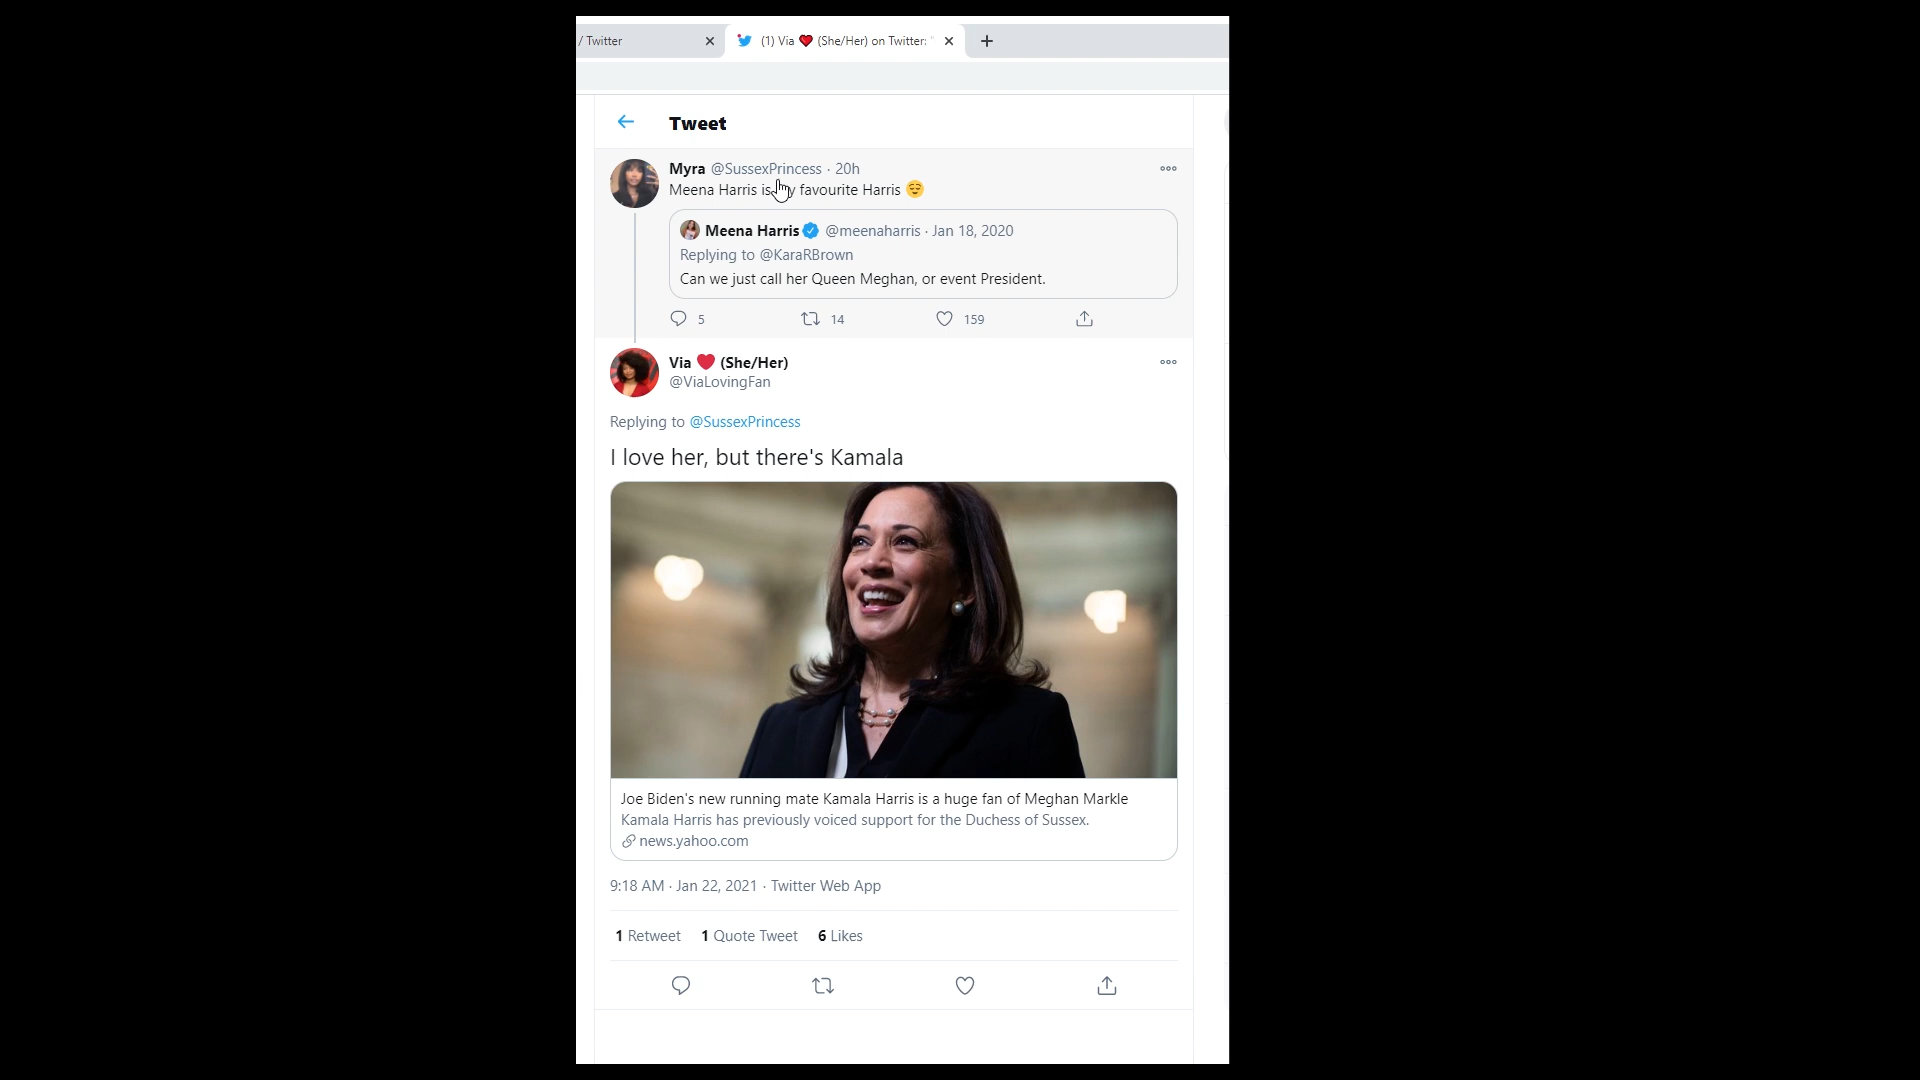 / Twitter
(1) Via ❤ (She/Her) on Twitter: "
Tweet
Myra @SussexPrincess · 20h
Meena Harris is favourite Harris 😌
Meena Harris @meenaharris · Jan 18, 2020
Replying to @KaraRBrown
Can we just call her Queen Meghan, or event President.
5 14 159
Via ❤ (She/Her)
@ViaLovingFan
Replying to @SussexPrincess
I love her, but there's Kamala
Joe Biden's new running mate Kamala Harris is a huge fan of Meghan Markle
Kamala Harris has previously voiced support for the Duchess of Sussex.
news.yahoo.com
9:18 AM · Jan 22, 2021 · Twitter Web App
1 Retweet 1 Quote Tweet 6 Likes